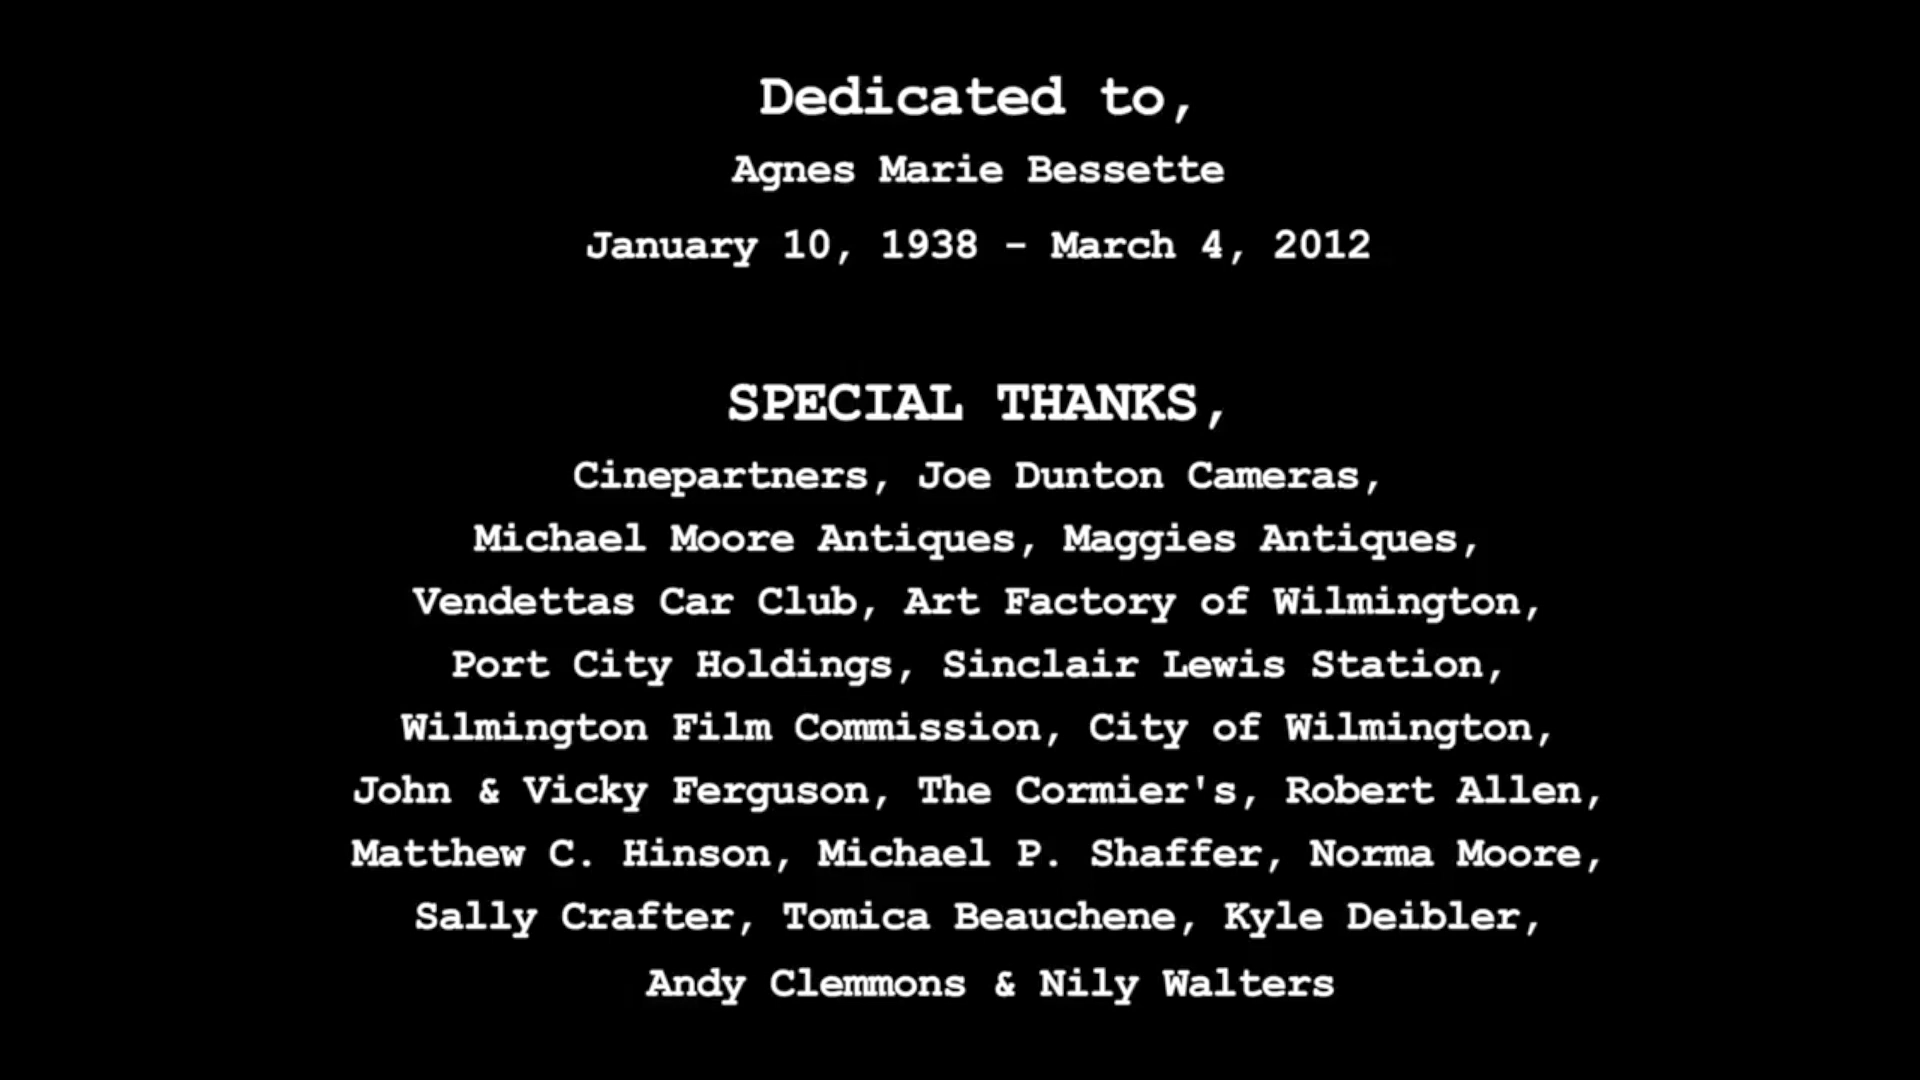 Dedicated to,
Agnes Marie Bessette
January 10, 1938 - March 4, 2012
SPECIAL THANKS,
Cinepartners, Joe Dunton Cameras,
Michael Moore Antiques, Maggies Antiques,
Vendettas Car Club, Art Factory of Wilmington,
Port City Holdings, Sinclair Lewis Station,
Wilmington Film Commission, City of Wilmington,
John & Vicky Ferguson, The Cormier's, Robert Allen,
Matthew C. Hinson, Michael P. Shaffer, Norma Moore,
Sally Crafter, Tomica Beauchene, Kyle Deibler,
Andy Clemmons & Nily Walters